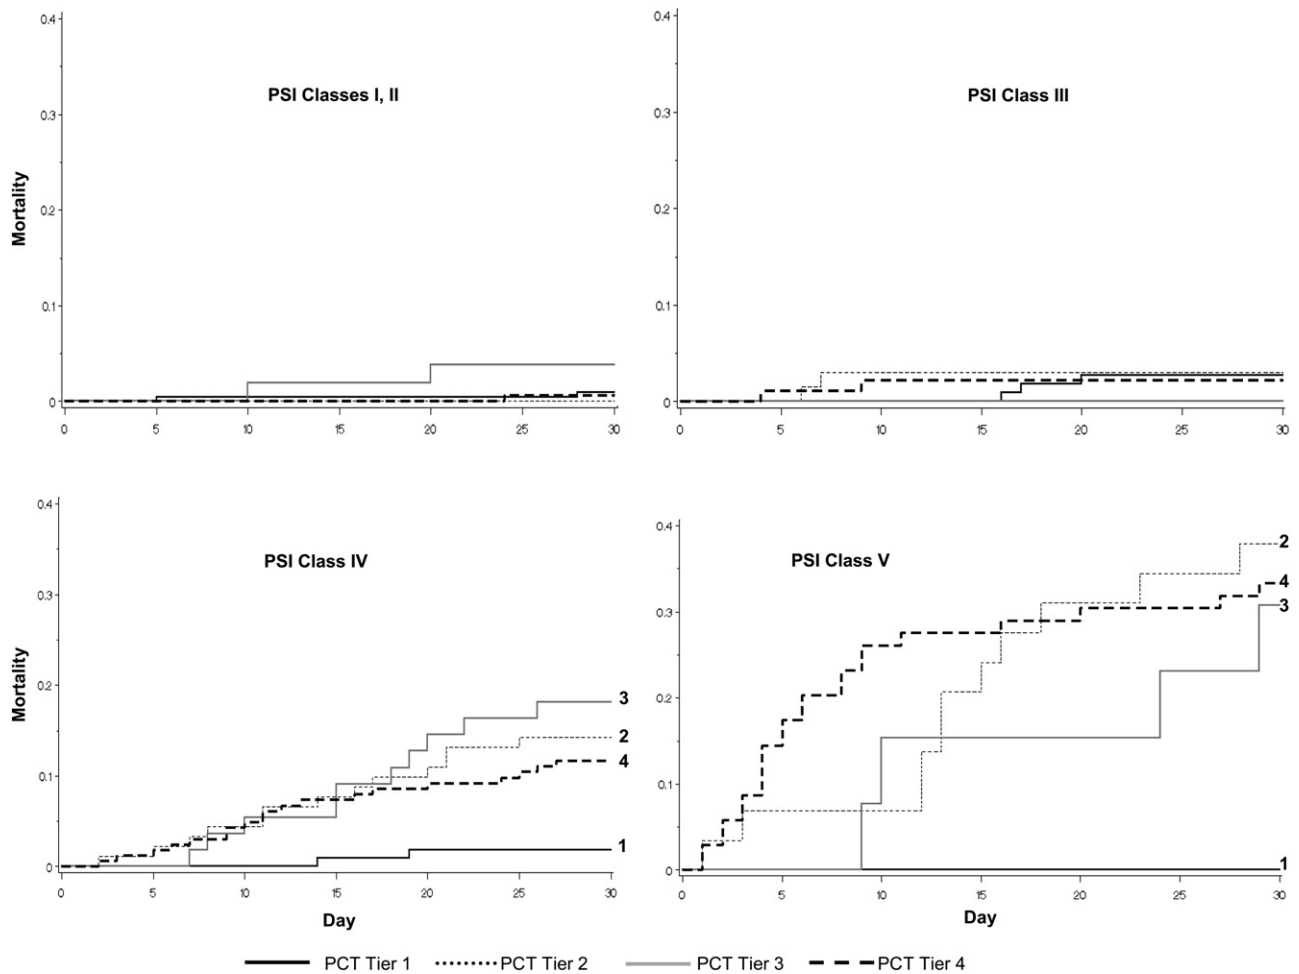 0.4
0.3
0.2
0.1
0
Mortality
PSI Classes I, II
0 5 10 15 20 25 30
0.4
0.3
0.2
0.1
0
PSI Class III
0 5 10 15 20 25 30
0.4
0.3
0.2
0.1
0
Mortality
PSI Class IV
3
2
4
1
0 5 10 15 20 25 30
Day
0.4
0.3
0.2
0.1
0
PSI Class V
2
4
3
1
0 5 10 15 20 25 30
Day
PCT Tier 1 PCT Tier 2 PCT Tier 3 PCT Tier 4